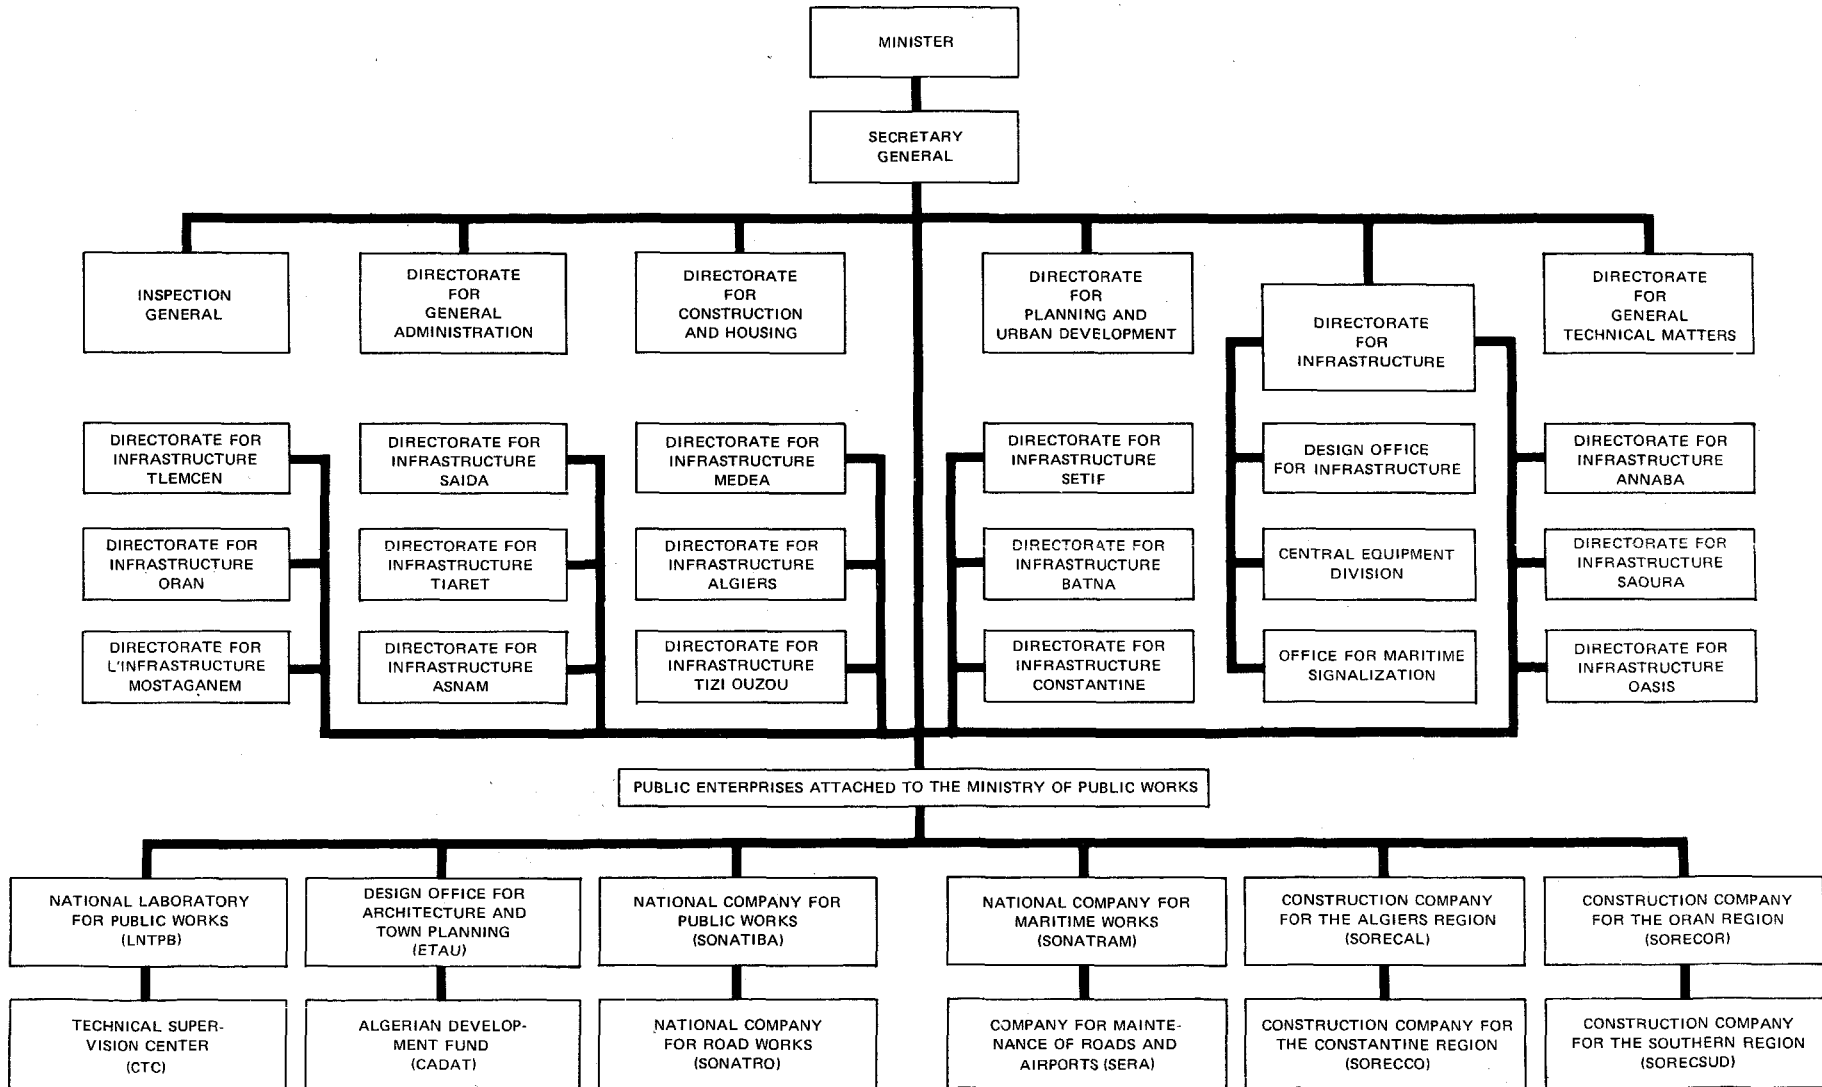 MINISTER
SECRETARY
GENERAL
INSPECTION
GENERAL
DIRECTORATE
FOR
GENERAL
ADMINISTRATION
DIRECTORATE
FOR
CONSTRUCTION
AND HOUSING
DIRECTORATE
FOR
PLANNING AND
URBAN DEVELOPMENT
DIRECTORATE
FOR
INFRASTRUCTURE
DIRECTORATE
FOR
GENERAL
TECHNICAL MATTERS
DIRECTORATE FOR
INFRASTRUCTURE
TLEMCEN
DIRECTORATE FOR
INFRASTRUCTURE
SAIDA
DIRECTORATE FOR
INFRASTRUCTURE
MEDEA
DIRECTORATE FOR
INFRASTRUCTURE
SETIF
DESIGN OFFICE
FOR INFRASTRUCTURE
DIRECTORATE FOR
INFRASTRUCTURE
ANNABA
DIRECTORATE FOR
INFRASTRUCTURE
ORAN
DIRECTORATE FOR
INFRASTRUCTURE
TIARET
DIRECTORATE FOR
INFRASTRUCTURE
ALGIERS
DIRECTORATE FOR
INFRASTRUCTURE
BATNA
CENTRAL EQUIPMENT
DIVISION
DIRECTORATE FOR
INFRASTRUCTURE
SAOURA
DIRECTORATE FOR
L'INFRASTRUCTURE
MOSTAGANEM
DIRECTORATE FOR
INFRASTRUCTURE
ASNAM
DIRECTORATE FOR
INFRASTRUCTURE
TIZI OUZOU
DIRECTORATE FOR
INFRASTRUCTURE
CONSTANTINE
OFFICE FOR MARITIME
SIGNALIZATION
DIRECTORATE FOR
INFRASTRUCTURE
OASIS
PUBLIC ENTERPRISES ATTACHED TO THE MINISTRY OF PUBLIC WORKS
NATIONAL LABORATORY
FOR PUBLIC WORKS
(LNTPB)
DESIGN OFFICE FOR
ARCHITECTURE AND
TOWN PLANNING
(ETAU)
NATIONAL COMPANY FOR
PUBLIC WORKS
(SONATIBA)
NATIONAL COMPANY FOR
MARITIME WORKS
(SONATRAM)
CONSTRUCTION COMPANY
FOR THE ALGIERS REGION
(SORECAL)
CONSTRUCTION COMPANY
FOR THE ORAN REGION
(SORECOR)
TECHNICAL SUPER-
VISION CENTER
(CTC)
ALGERIAN DEVELOP-
MENT FUND
(CADAT)
NATIONAL COMPANY
FOR ROAD WORKS
(SONATRO)
COMPANY FOR MAINTE-
NANCE OF ROADS AND
AIRPORTS (SERA)
CONSTRUCTION COMPANY FOR
THE CONSTANTINE REGION
(SORECCO)
CONSTRUCTION COMPANY
FOR THE SOUTHERN REGION
(SORECSUD)